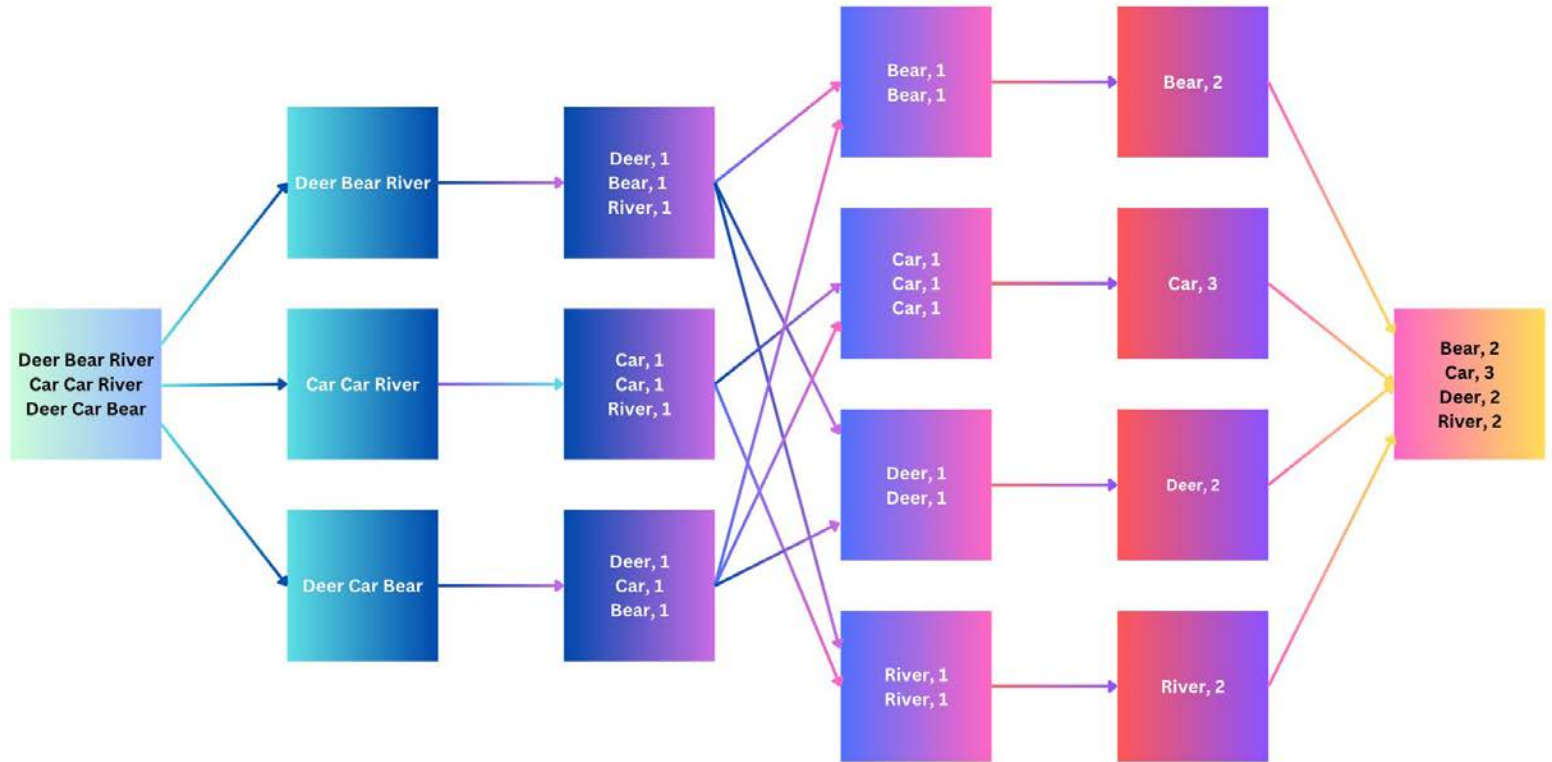 Deer Bear River
Car Car River
Deer Car Bear
Deer Bear River
Car Car River
Deer Car Bear
Deer, 1
Bear, 1
River, 1
Car, 1
Car, 1
River, 1
Deer, 1
Car, 1
Bear, 1
Bear, 1
Bear, 1
Car, 1
Car, 1
Car, 1
Deer, 1
Deer, 1
River, 1
River, 1
Bear, 2
Car, 3
Deer, 2
River, 2
Bear, 2
Car, 3
Deer, 2
River, 2